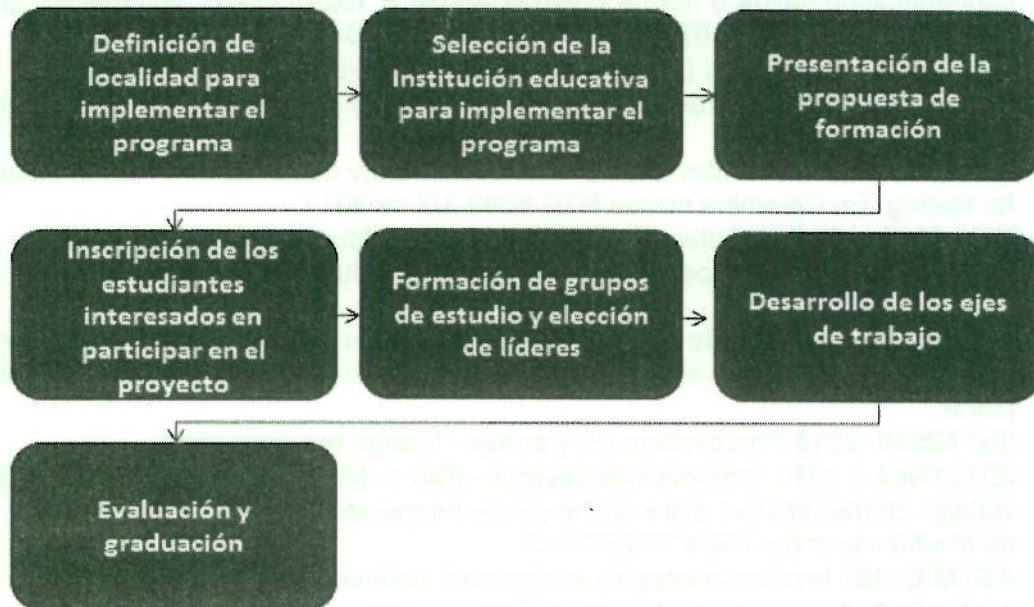 Definición de
localidad para
implementar el
programa
Selección de la
Institución educativa
para implementar el
programa
Presentación de la
propuesta de
formación
Inscripción de los
estudiantes
interesados en
participar en el
proyecto
Formación de grupos
de estudio y elección
de líderes
Desarrollo de los ejes
de trabajo
Evaluación y
graduación